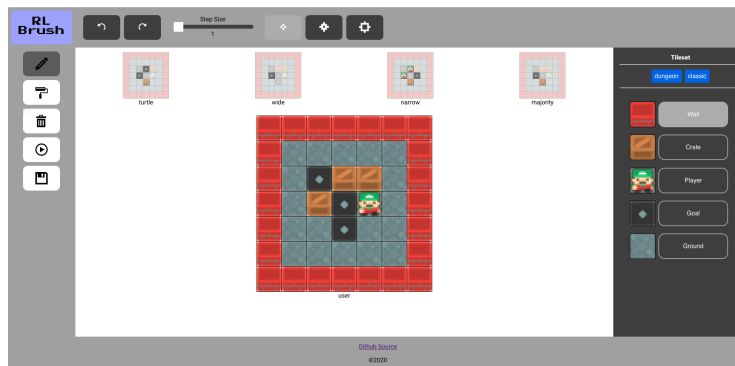 RL
Brush
Step Size
1
Tileset
dungeon classic
turtle
wide
narrow
majority
Wall
Crate
Player
Goal
Ground
user
Github Source
©2020